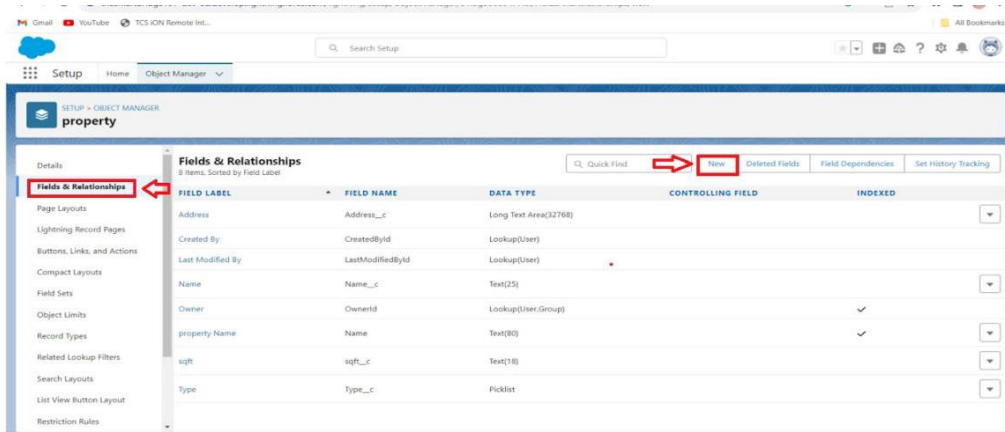 Gmail YouTube TCS iON Remote Int... All Bookmarks
Search Setup
Setup Home Object Manager
SETUP > OBJECT MANAGER
property
Details
Fields & Relationships
Page Layouts
Lightning Record Pages
Buttons, Links, and Actions
Compact Layouts
Field Sets
Object Limits
Record Types
Related Lookup Filters
Search Layouts
List View Button Layout
Restriction Rules
Fields & Relationships
8 Items, Sorted by Field Label
Quick Find New Deleted Fields Field Dependencies Set History Tracking
FIELD LABEL FIELD NAME DATA TYPE CONTROLLING FIELD INDEXED
Address Address__c Long Text Area(32768)
Created By CreatedById Lookup(User)
Last Modified By LastModifiedById Lookup(User)
Name Name__c Text(25)
Owner OwnerId Lookup(User,Group)
property Name Name Text(80)
sqft sqft__c Text(18)
Type Type__c Picklist